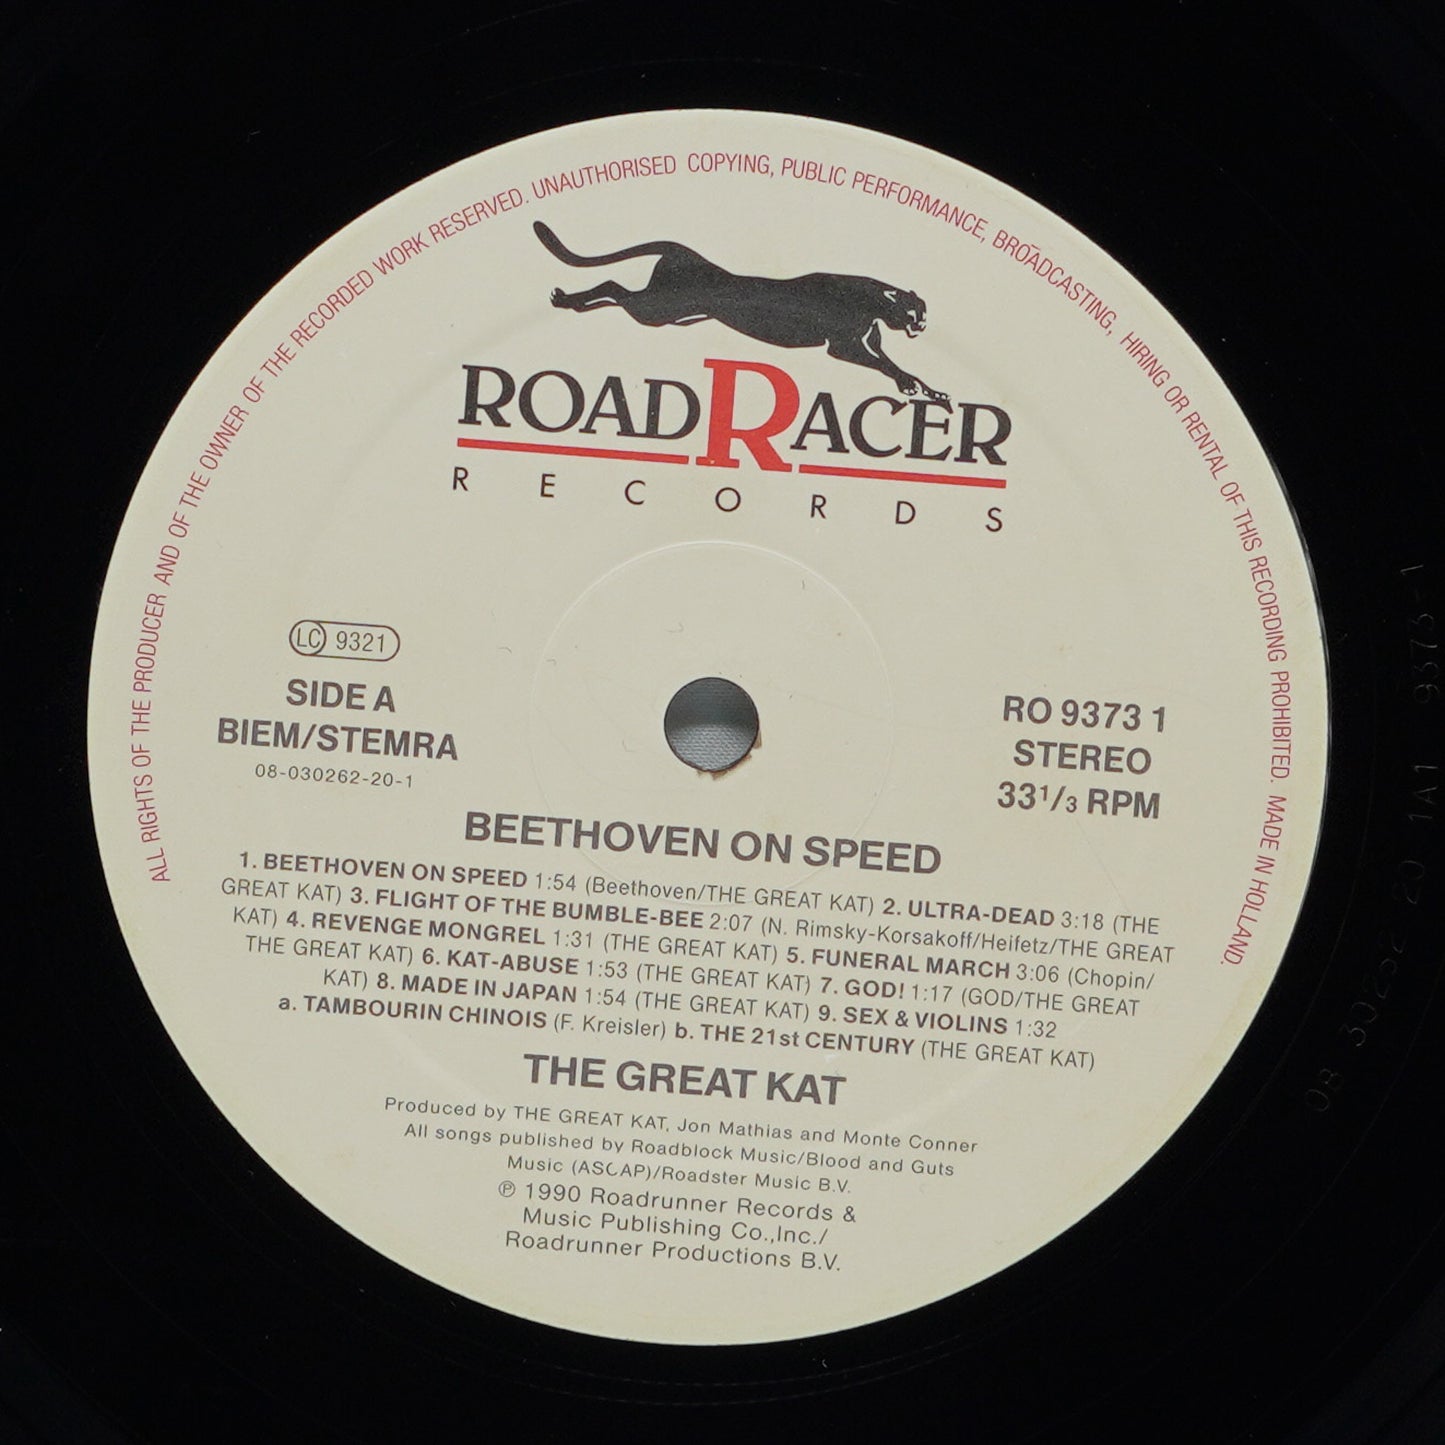 ALL RIGHTS OF THE PRODUCER AND OF THE OWNER OF THE RECORDED WORK RESERVED. UNAUTHORISED COPYING, PUBLIC PERFORMANCE, BROADCASTING, HIRING OR RENTAL OF THIS RECORDING PROHIBITED. MADE IN HOLLAND.
ROADRACER
RECORDS
LC 9321
SIDE A
BIEM/STEMRA
08-030262-20-1
RO 9373 1
STEREO
33 1/3 RPM
BEETHOVEN ON SPEED
1. BEETHOVEN ON SPEED 1:54 (Beethoven/THE GREAT KAT) 2. ULTRA-DEAD 3:18 (THE
GREAT KAT) 3. FLIGHT OF THE BUMBLE-BEE 2:07 (N. Rimsky-Korsakoff/Heifetz/THE GREAT
KAT) 4. REVENGE MONGREL 1:31 (THE GREAT KAT) 5. FUNERAL MARCH 3:06 (Chopin/
THE GREAT KAT) 6. KAT-ABUSE 1:53 (THE GREAT KAT) 7. GOD! 1:17 (GOD/THE GREAT
KAT) 8. MADE IN JAPAN 1:54 (THE GREAT KAT) 9. SEX & VIOLINS 1:32
a. TAMBOURIN CHINOIS (F. Kreisler) b. THE 21st CENTURY (THE GREAT KAT)
THE GREAT KAT
Produced by THE GREAT KAT, Jon Mathias and Monte Conner
All songs published by Roadblock Music/Blood and Guts
Music (ASCAP)/Roadster Music B.V.
℗ 1990 Roadrunner Records &
Music Publishing Co.,Inc./
Roadrunner Productions B.V.